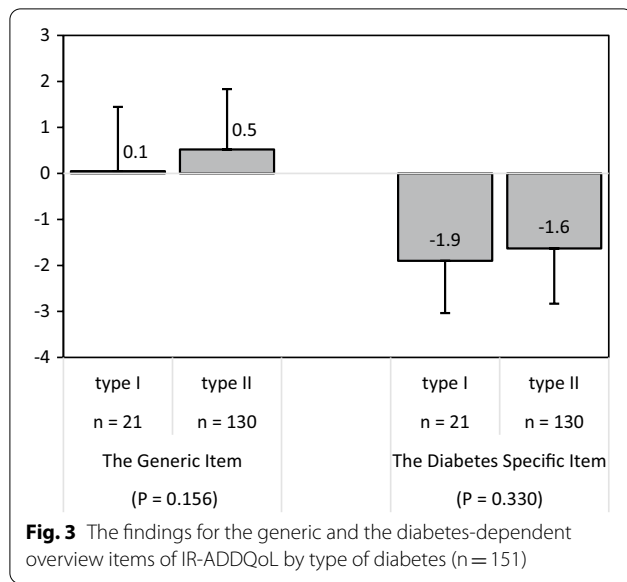 3
2
1
0
-1
-2
-3
-4
0.1
0.5
-1.9
-1.6
type I type II type I type II
n = 21 n = 130 n = 21 n = 130
The Generic Item The Diabetes Specific Item
(P = 0.156) (P = 0.330)
Fig. 3 The findings for the generic and the diabetes-dependent
overview items of IR-ADDQoL by type of diabetes (n = 151)